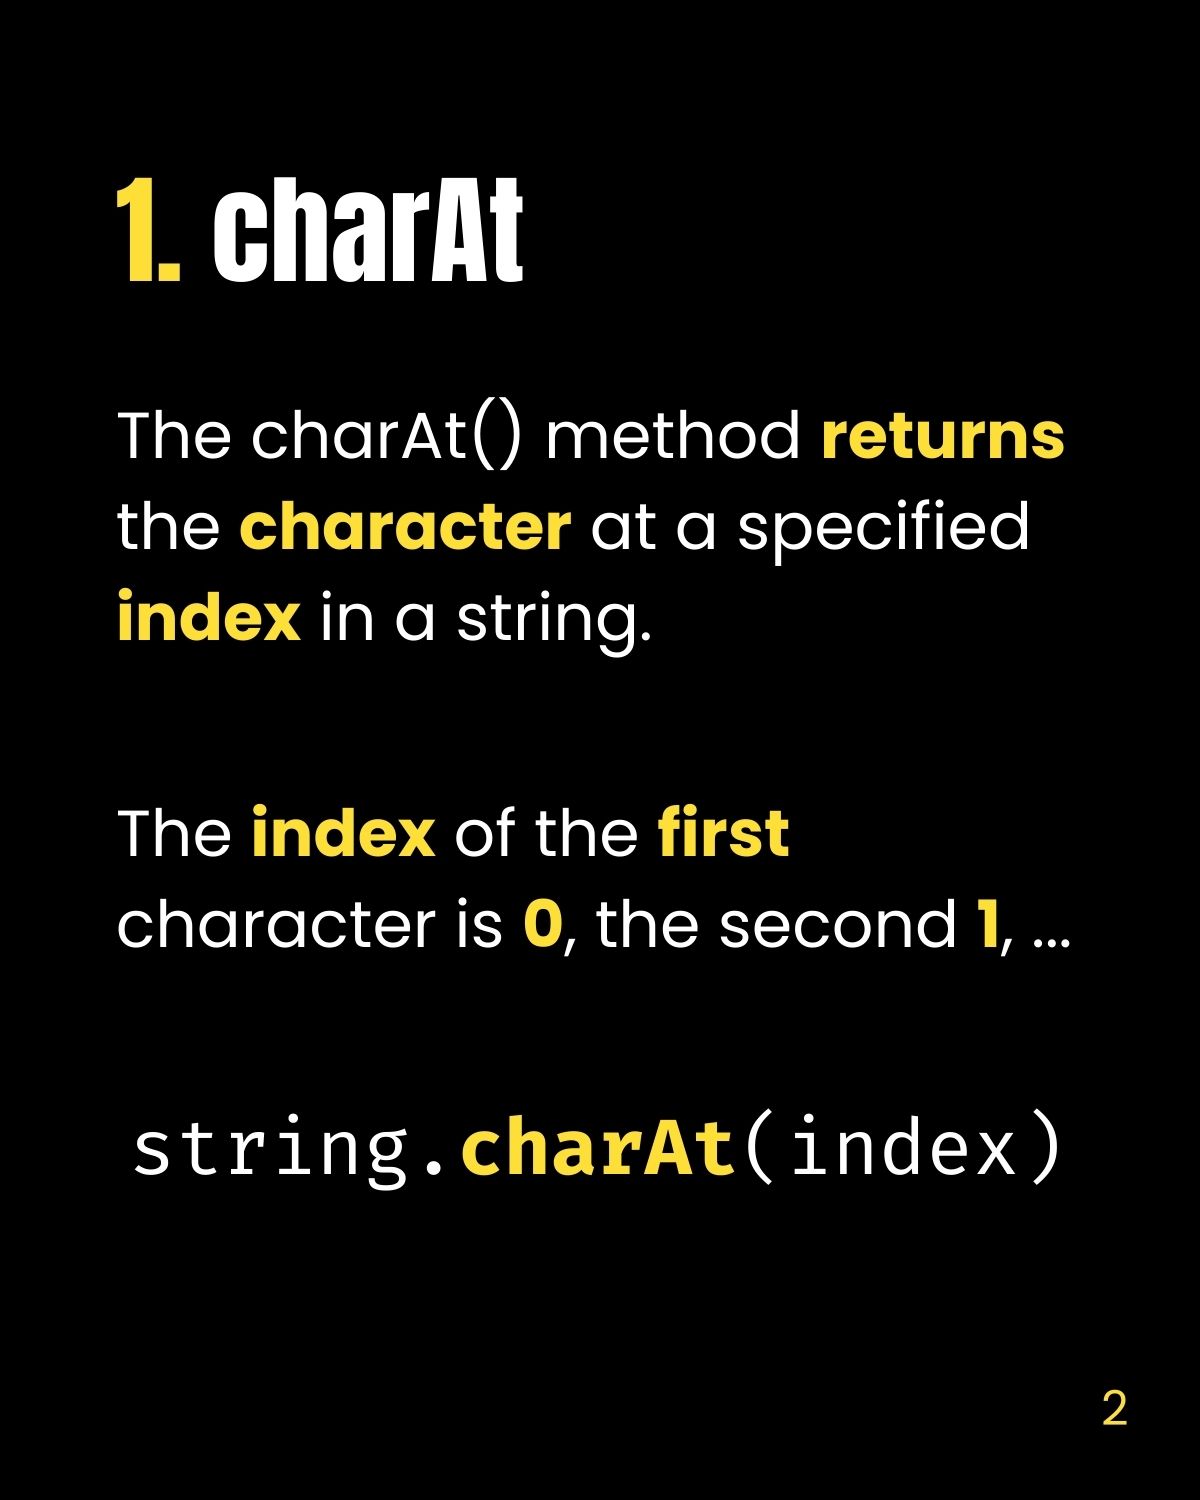 1. charAt
The charAt() method returns
the character at a specified
index in a string.
The index of the first
character is 0, the second 1, ...
string.charAt(index)
2